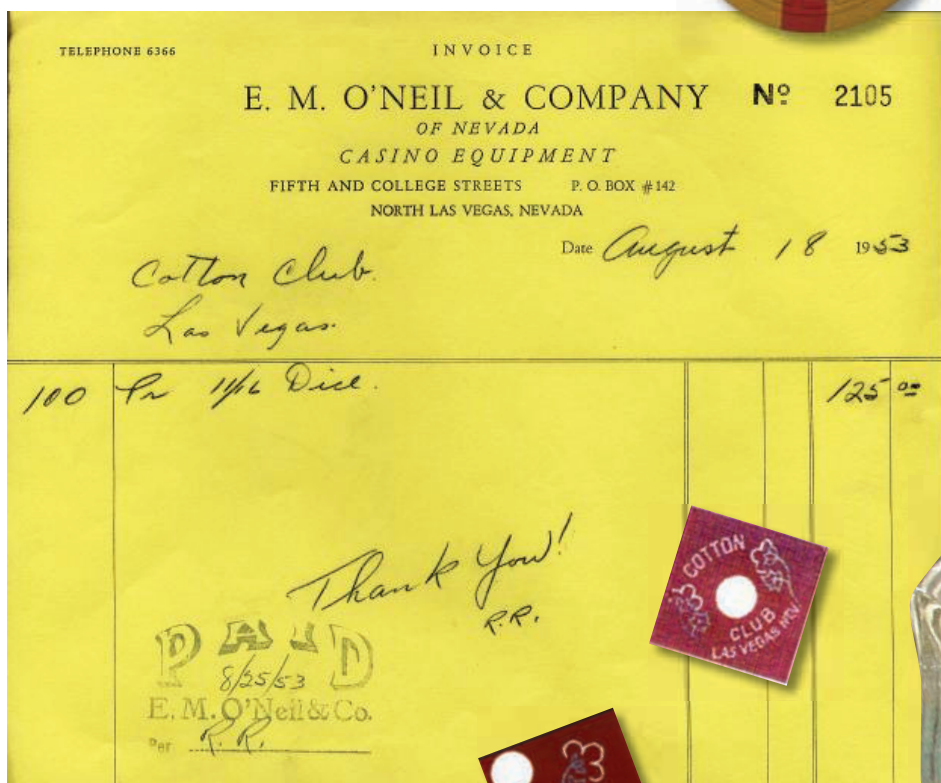 TELEPHONE 6366
INVOICE
E. M. O'NEIL & COMPANY Nº 2105
OF NEVADA
CASINO EQUIPMENT
FIFTH AND COLLEGE STREETS P. O. BOX #142
NORTH LAS VEGAS, NEVADA
Date August 18 1953
Cotton Club.
Las Vegas.
100 Pr 11/16 Dice. 125 00
Thank You!
R.R.
COTTON
CLUB
LAS VEGAS NEV
PAID
8/25/53
E. M. O'Neil & Co.
Per R.R.